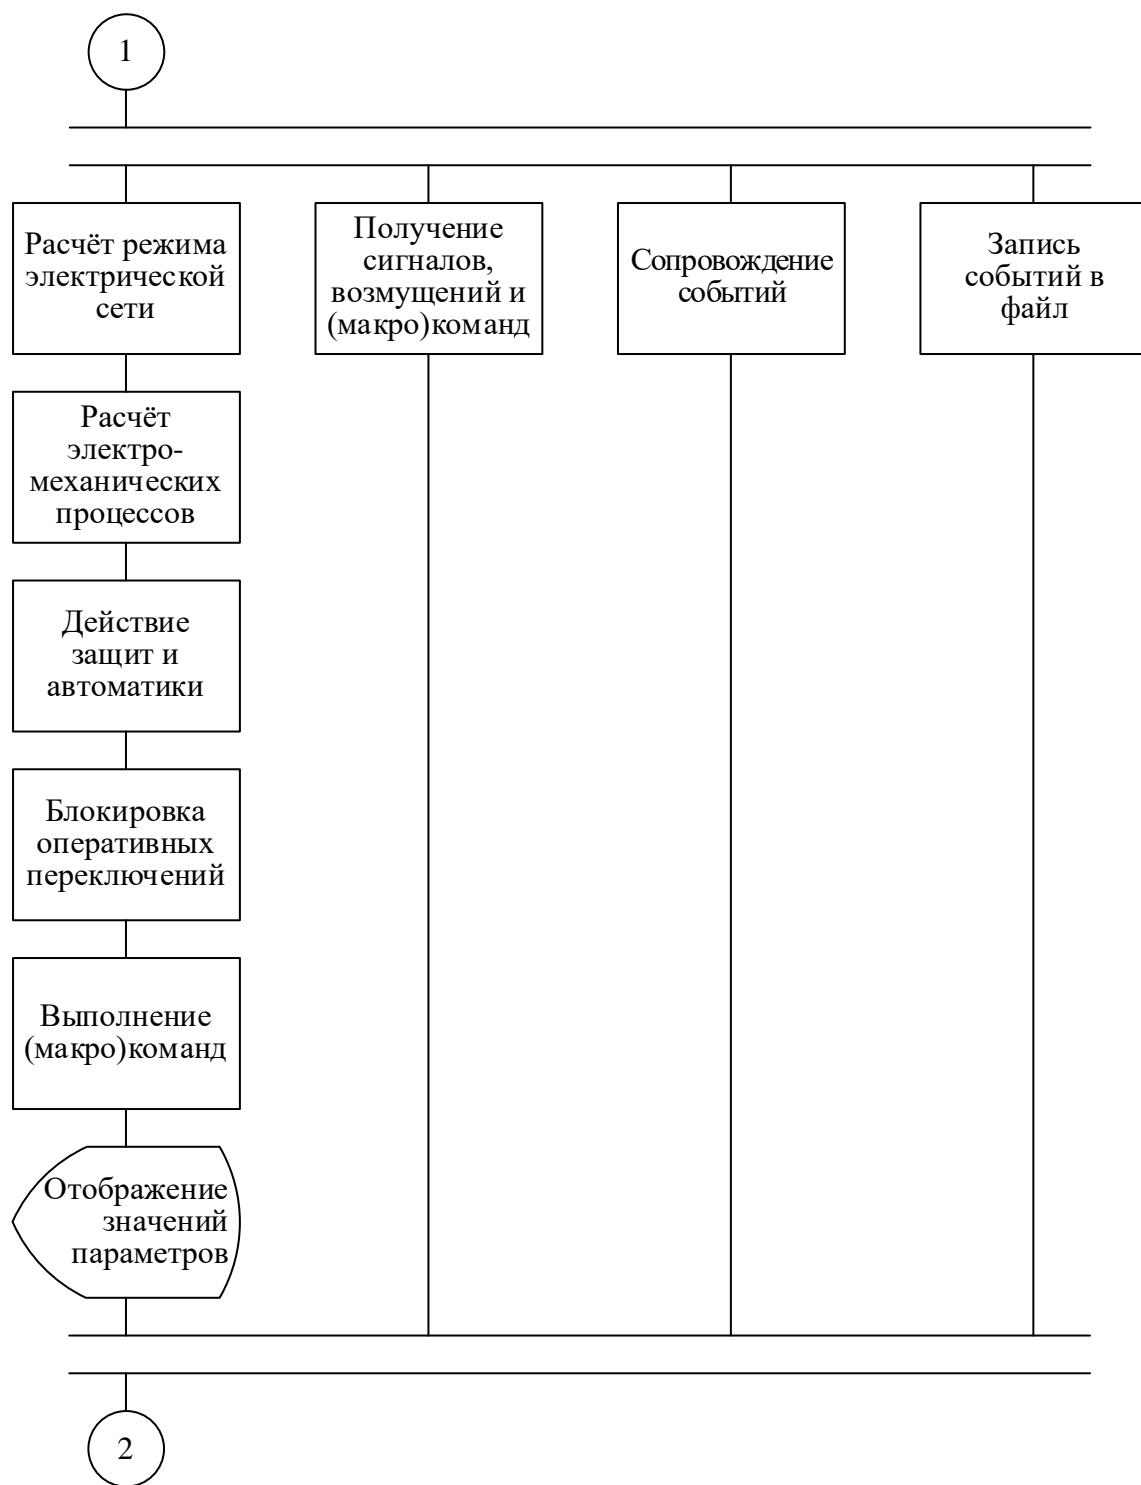 1
Расчёт режима
электрической
сети
Получение
сигналов,
возмущений и
(макро)команд
Сопровождение
событий
Запись
событий в
файл
Расчёт
электро-
механических
процессов
Действие
защит и
автоматики
Блокировка
оперативных
переключений
Выполнение
(макро)команд
Отображение
значений
параметров
2